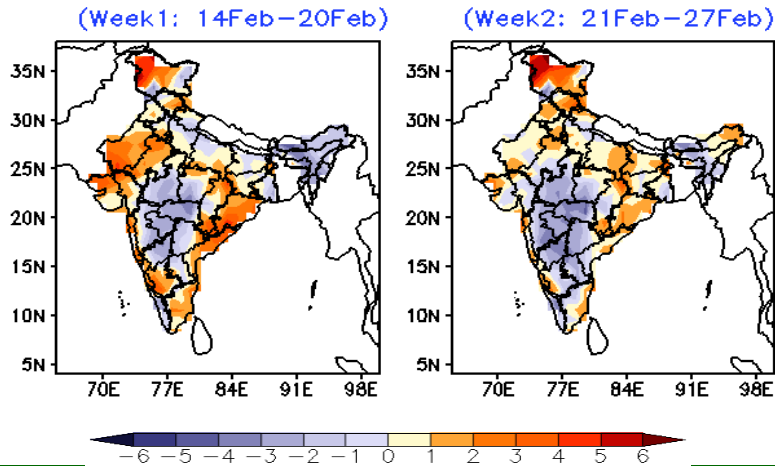 (Week1: 14Feb−20Feb) (Week2: 21Feb−27Feb)
35N 35N
30N 30N
25N 25N
20N 20N
15N 15N
10N 10N
5N 5N
70E 77E 84E 91E 98E 70E 77E 84E 91E 98E
−6 −5 −4 −3 −2 −1 0 1 2 3 4 5 6